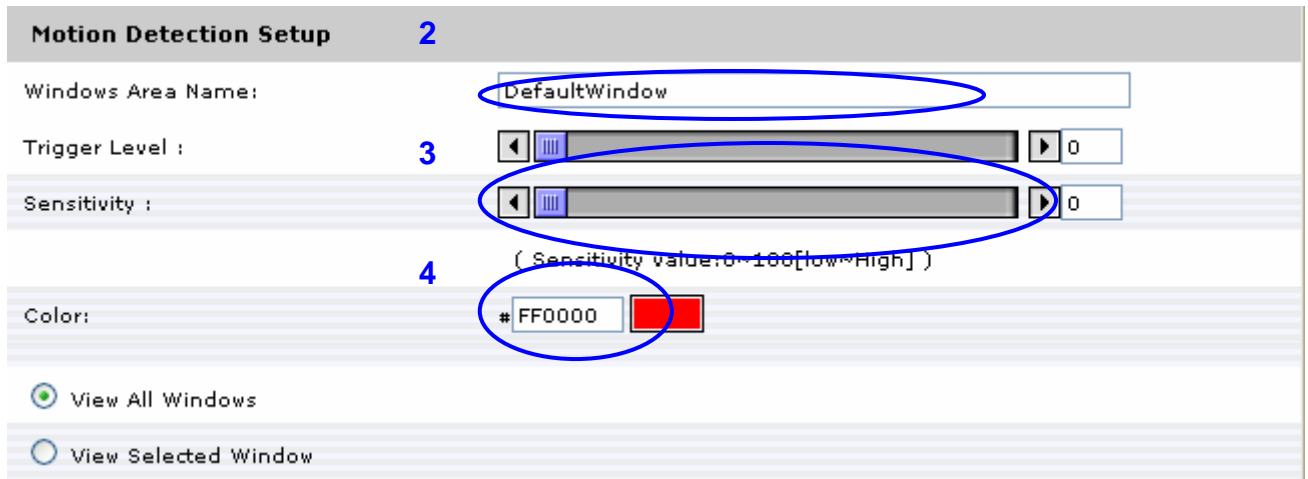 Motion Detection Setup 2
Windows Area Name: DefaultWindow
Trigger Level : 0
3
Sensitivity : 0
( Sensitivity Value:0~100[low~High] )
4
Color: # FF0000
View All Windows
View Selected Window